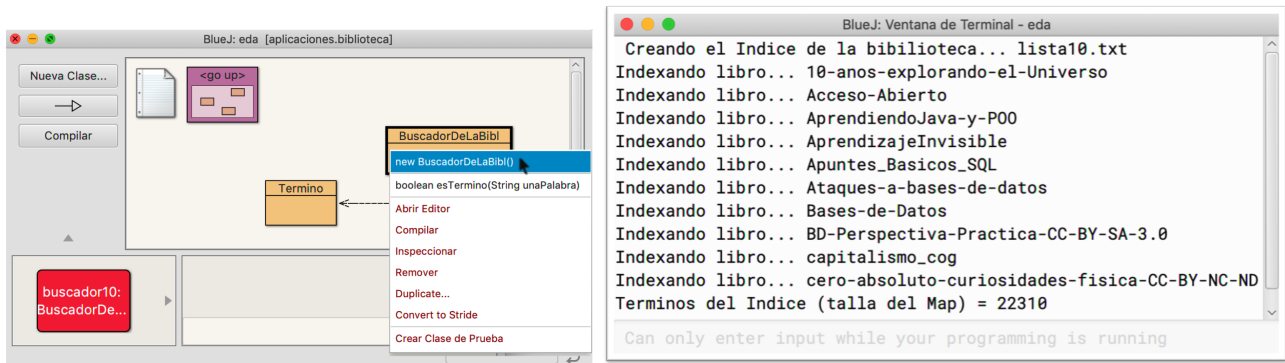 BlueJ: eda [aplicaciones.biblioteca]
Nueva Clase...
Compilar
<go up>
BuscadorDeLaBibl
Termino
new BuscadorDeLaBibl()
boolean esTermino(String unaPalabra)
Abrir Editor
Compilar
Inspeccionar
Remover
Duplicate...
Convert to Stride
Crear Clase de Prueba
buscador10:
BuscadorDe...
BlueJ: Ventana de Terminal - eda
Creando el Indice de la bibilioteca... lista10.txt
Indexando libro... 10-anos-explorando-el-Universo
Indexando libro... Acceso-Abierto
Indexando libro... AprendiendoJava-y-POO
Indexando libro... AprendizajeInvisible
Indexando libro... Apuntes_Basicos_SQL
Indexando libro... Ataques-a-bases-de-datos
Indexando libro... Bases-de-Datos
Indexando libro... BD-Perspectiva-Practica-CC-BY-SA-3.0
Indexando libro... capitalismo_cog
Indexando libro... cero-absoluto-curiosidades-fisica-CC-BY-NC-ND
Terminos del Indice (talla del Map) = 22310
Can only enter input while your programming is running